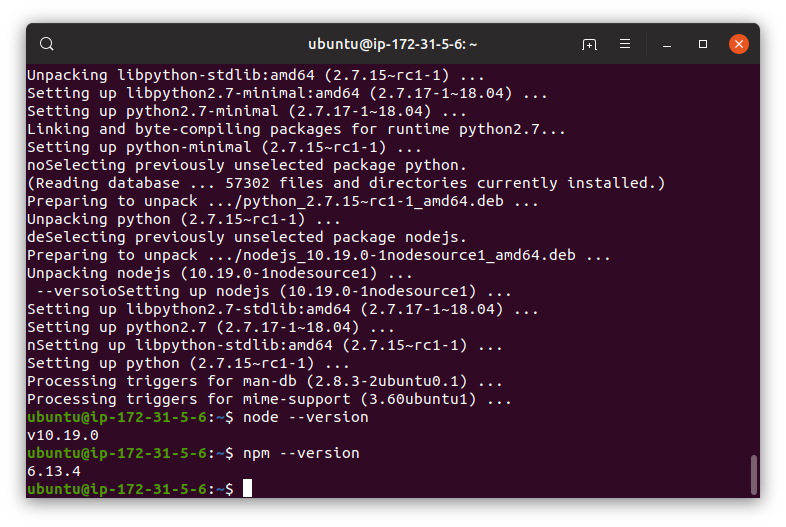 ubuntu@ip-172-31-5-6: ~
Unpacking libpython-stdlib:amd64 (2.7.15~rc1-1) ...
Setting up libpython2.7-minimal:amd64 (2.7.17-1~18.04) ...
Setting up python2.7-minimal (2.7.17-1~18.04) ...
Linking and byte-compiling packages for runtime python2.7...
Setting up python-minimal (2.7.15~rc1-1) ...
noSelecting previously unselected package python.
(Reading database ... 57302 files and directories currently installed.)
Preparing to unpack .../python_2.7.15~rc1-1_amd64.deb ...
Unpacking python (2.7.15~rc1-1) ...
deSelecting previously unselected package nodejs.
Preparing to unpack .../nodejs_10.19.0-1nodesource1_amd64.deb ...
Unpacking nodejs (10.19.0-1nodesource1) ...
 --versoioSetting up nodejs (10.19.0-1nodesource1) ...
Setting up libpython2.7-stdlib:amd64 (2.7.17-1~18.04) ...
Setting up python2.7 (2.7.17-1~18.04) ...
nSetting up libpython-stdlib:amd64 (2.7.15~rc1-1) ...
Setting up python (2.7.15~rc1-1) ...
Processing triggers for man-db (2.8.3-2ubuntu0.1) ...
Processing triggers for mime-support (3.60ubuntu1) ...
ubuntu@ip-172-31-5-6:~$ node --version
v10.19.0
ubuntu@ip-172-31-5-6:~$ npm --version
6.13.4
ubuntu@ip-172-31-5-6:~$